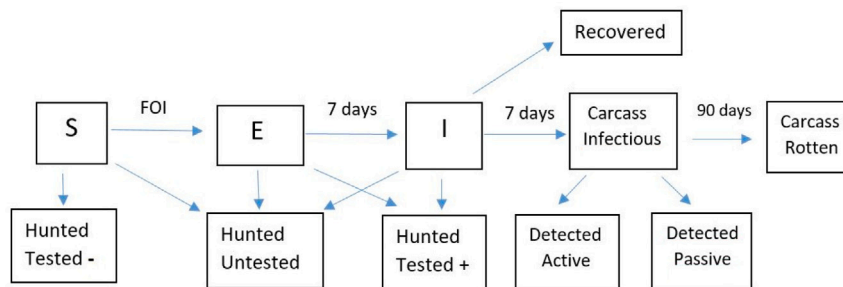 Recovered
FOI
7 days
7 days
90 days
S
E
I
Carcass
Infectious
Carcass
Rotten
Hunted
Tested -
Hunted
Untested
Hunted
Tested +
Detected
Active
Detected
Passive